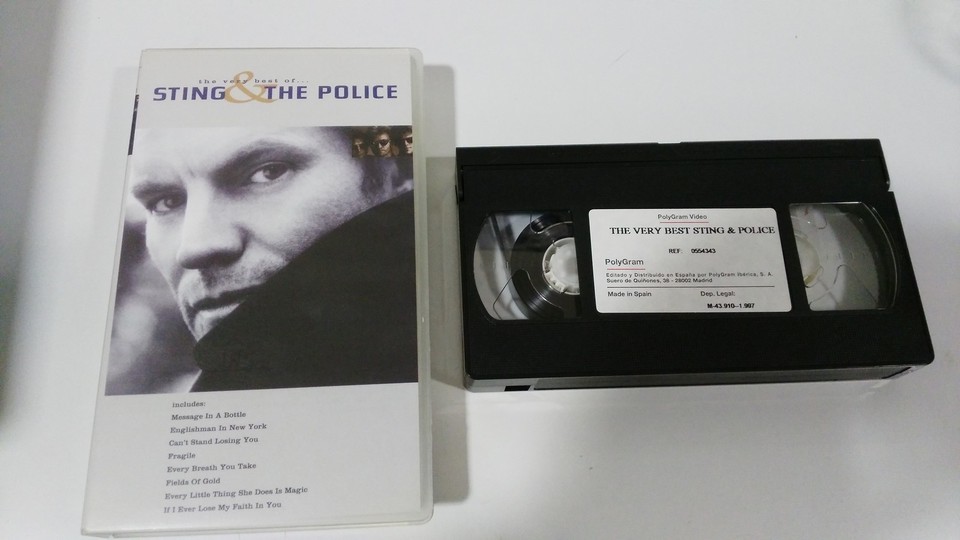 the very best of...
STING & THE POLICE
includes:
Message In A Bottle
Englishman In New York
Can't Stand Losing You
Fragile
Every Breath You Take
Fields Of Gold
Every Little Thing She Does Is Magic
If I Ever Lose My Faith In You
PolyGram Video
THE VERY BEST STING & POLICE
REF: 0554343
PolyGram
Editado y Distribuido en España por PolyGram Ibérica, S. A.
Suero de Quiñones, 38 - 28002 Madrid
Made in Spain Dep. Legal:
M-43.910--1.997